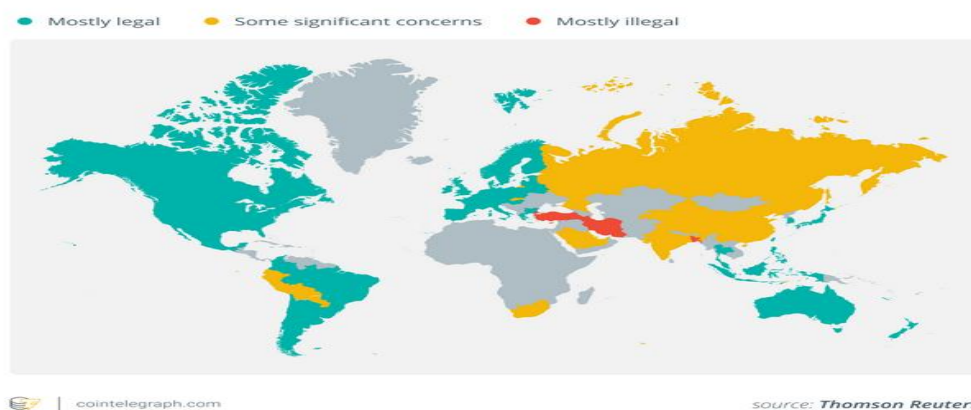 Mostly legal
Some significant concerns
Mostly illegal
cointelegraph.com
source: Thomson Reuter